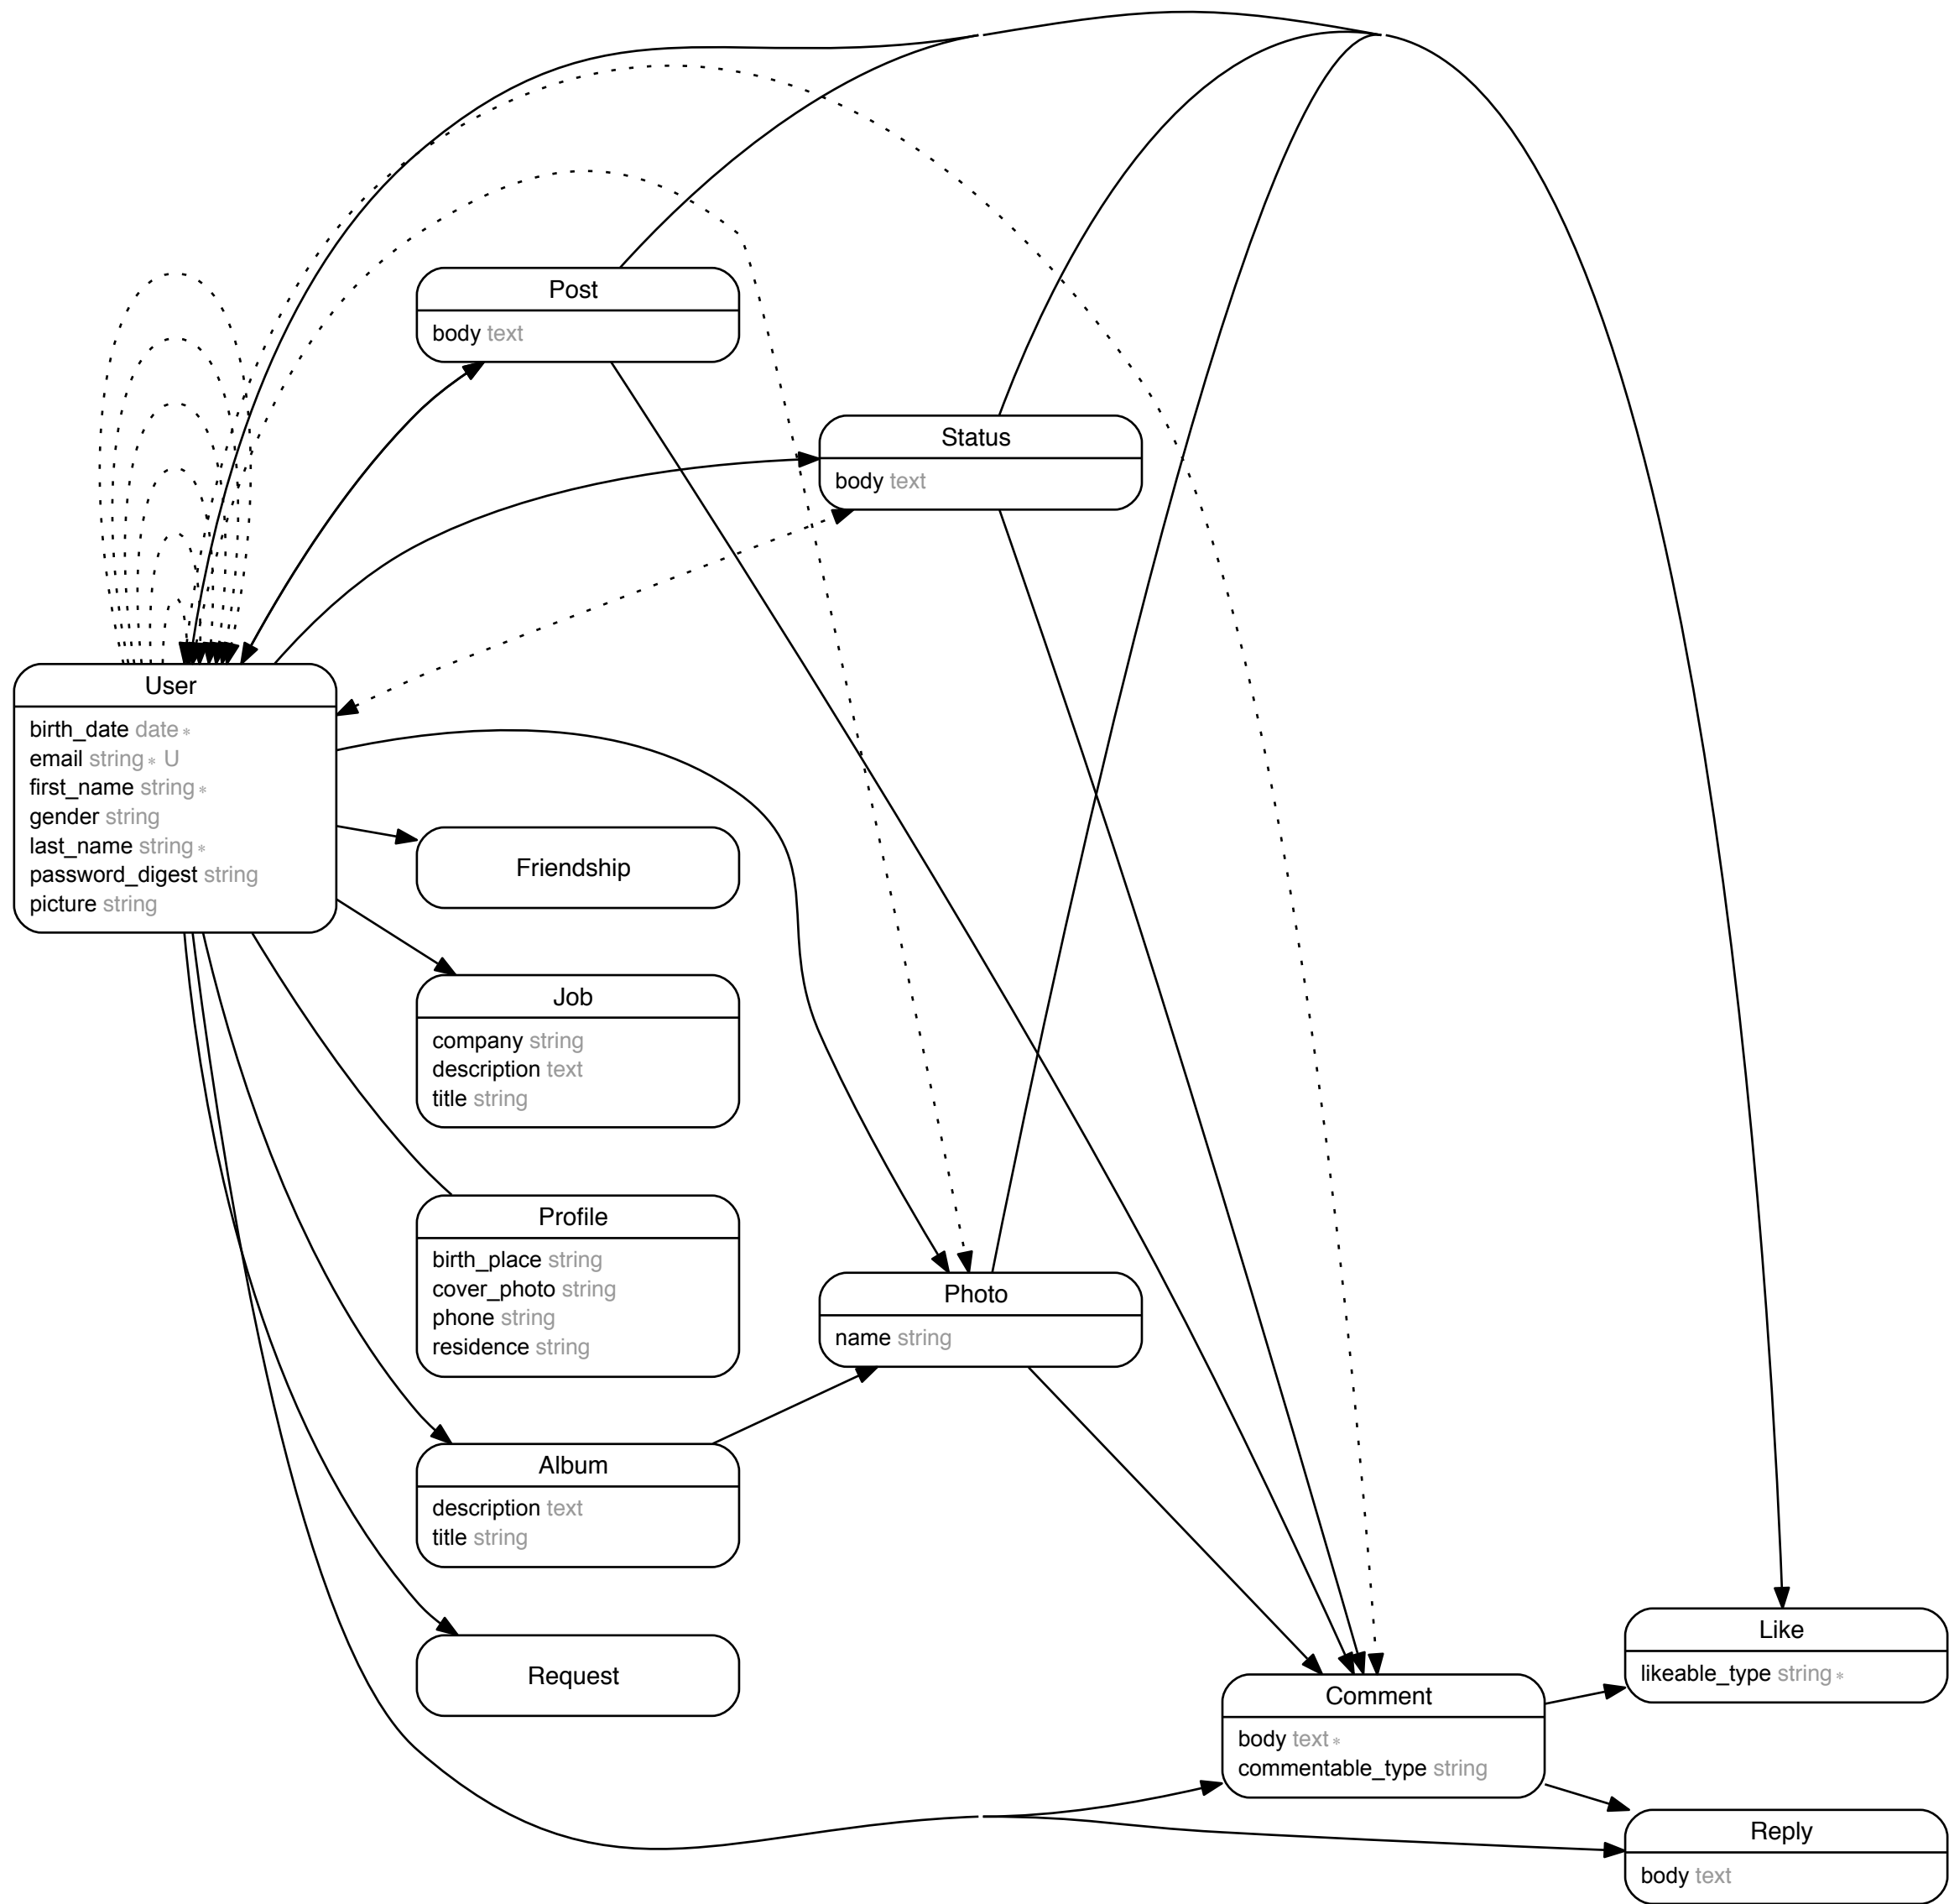 Post
body text
Status
body text
User
birth_date date*
email string* U
first_name string*
gender string
last_name string*
password_digest string
picture string
Friendship
Job
company string
description text
title string
Profile
birth_place string
cover_photo string
phone string
residence string
Photo
name string
Album
description text
title string
Request
Like
likeable_type string*
Comment
body text*
commentable_type string
Reply
body text